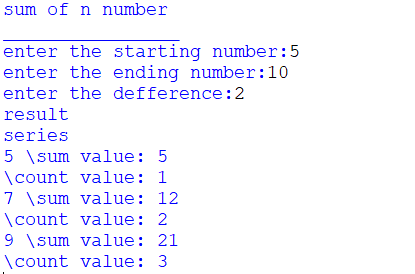 sum of n number
________________
enter the starting number:5
enter the ending number:10
enter the defference:2
result
series
5 \sum value: 5
\count value: 1
7 \sum value: 12
\count value: 2
9 \sum value: 21
\count value: 3